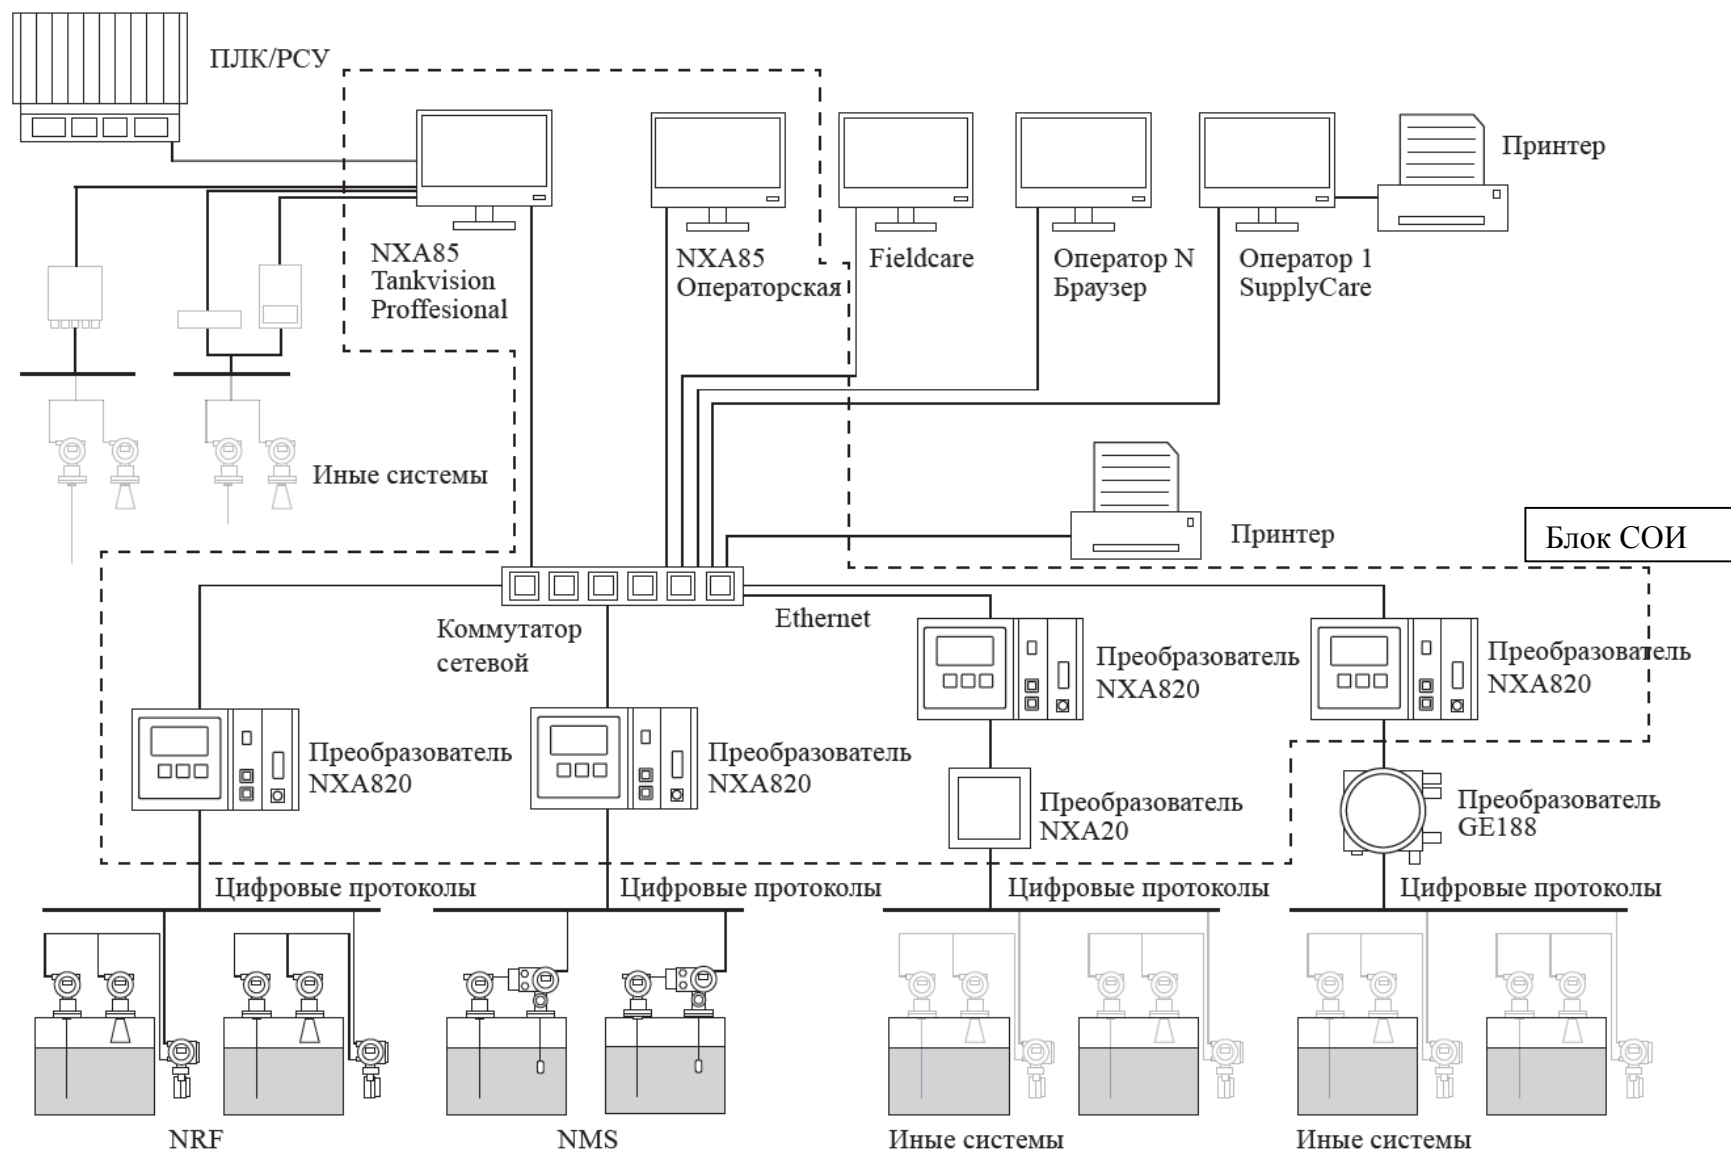 ПЛК/РСУ
Принтер
NXA85
Tankvision
Proffesional
NXA85
Операторская
Fieldcare
Оператор N
Браузер
Оператор 1
SupplyCare
Иные системы
Принтер
Блок СОИ
Коммутатор
сетевой
Ethernet
Преобразователь
NXA820
Преобразователь
NXA820
Преобразователь
NXA820
Преобразователь
NXA820
Преобразователь
NXA20
Преобразователь
GE188
Цифровые протоколы
Цифровые протоколы
Цифровые протоколы
Цифровые протоколы
NRF
NMS
Иные системы
Иные системы